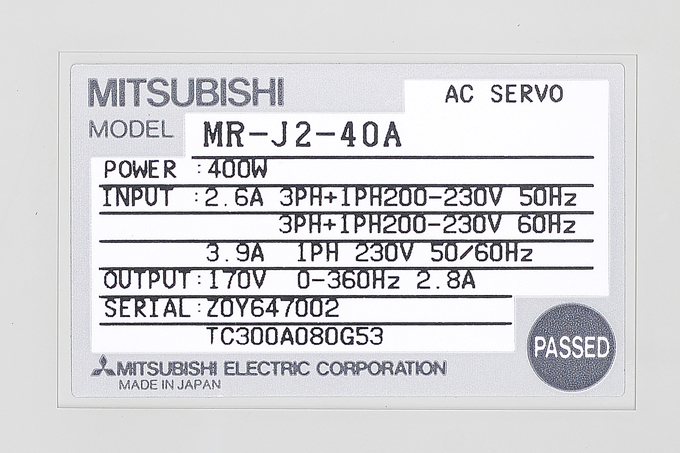 MITSUBISHI
AC SERVO
MODEL MR-J2-40A
POWER :400W
INPUT :2.6A 3PH+1PH200-230V 50Hz
3PH+1PH200-230V 60Hz
3.9A 1PH 230V 50/60Hz
OUTPUT:170V 0-360Hz 2.8A
SERIAL:Z0Y647002
TC300A080G53
PASSED
MITSUBISHI ELECTRIC CORPORATION
MADE IN JAPAN